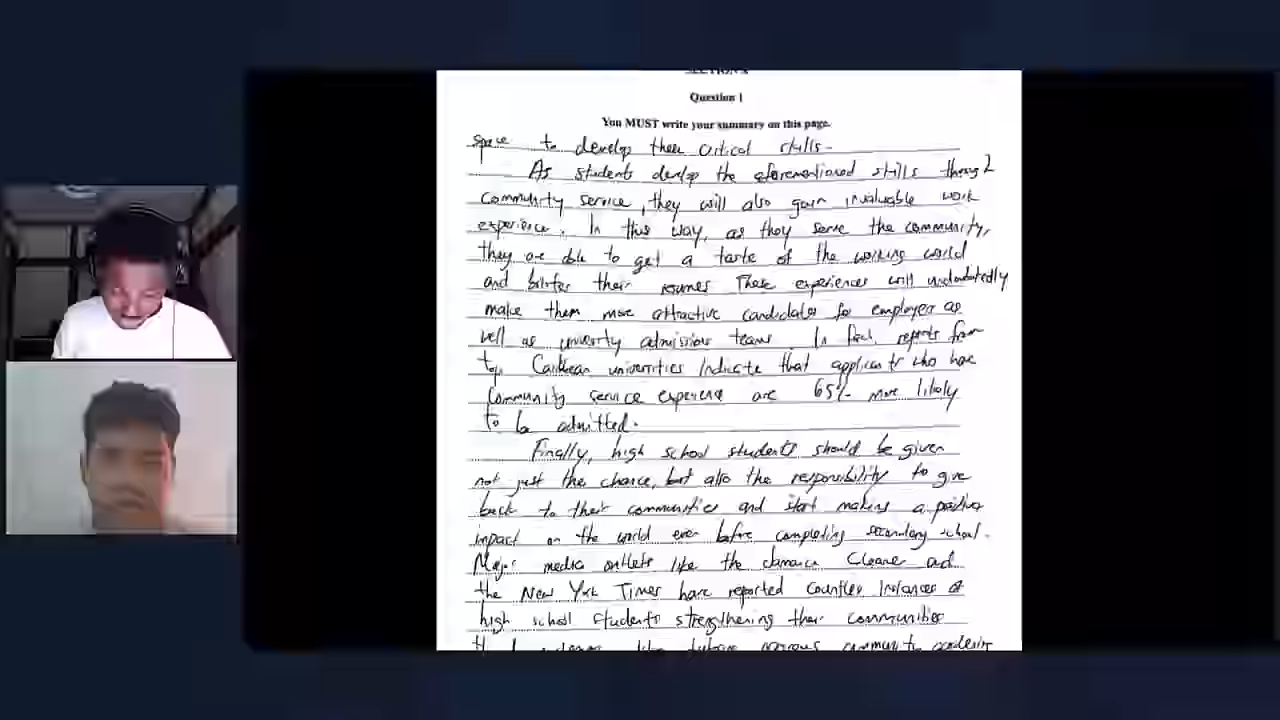 SECTION A
Question 1
You MUST write your summary on this page.
space to develop these critical skills.
As students develop the aforementioned skills through
community service, they will also gain invaluable work
experience. In this way, as they serve the community,
they are able to get a taste of the working world
and bolster their resumes. These experiences will undoubtedly
make them more attractive candidates for employers as
well as university admissions teams. In fact, reports from
top Caribbean universities indicate that applicants who have
community service experience are 65% more likely
to be admitted.
Finally, high school students should be given
not just the chance, but also the responsibility to give
back to their communities and start making a positive
impact on the world even before completing secondary school.
Major media outlets like the Jamaica Gleaner and
the New York Times have reported countless instances of
high school students strengthening their communities